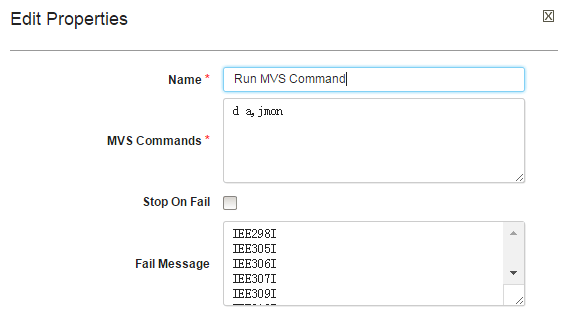 Edit Properties
Name *
Run MVS Command
MVS Commands *
d a,jmon
Stop On Fail
Fail Message
IEE298I
IEE305I
IEE306I
IEE307I
IEE309I